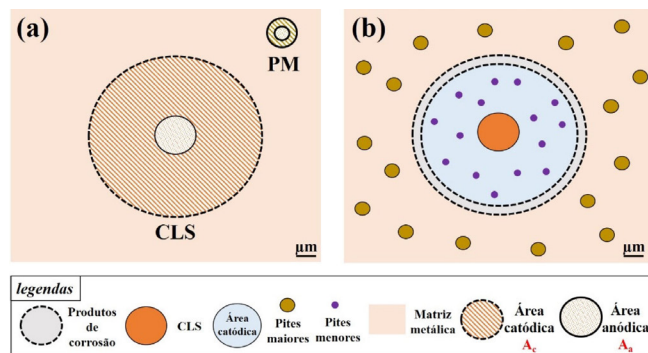 (a)
PM
CLS
µm
(b)
µm
legendas
Produtos
de
corrosão
CLS
Área
catódica
Pites
maiores
Pites
menores
Matriz
metálica
Área
catódica
Ac
Área
anódica
Aa